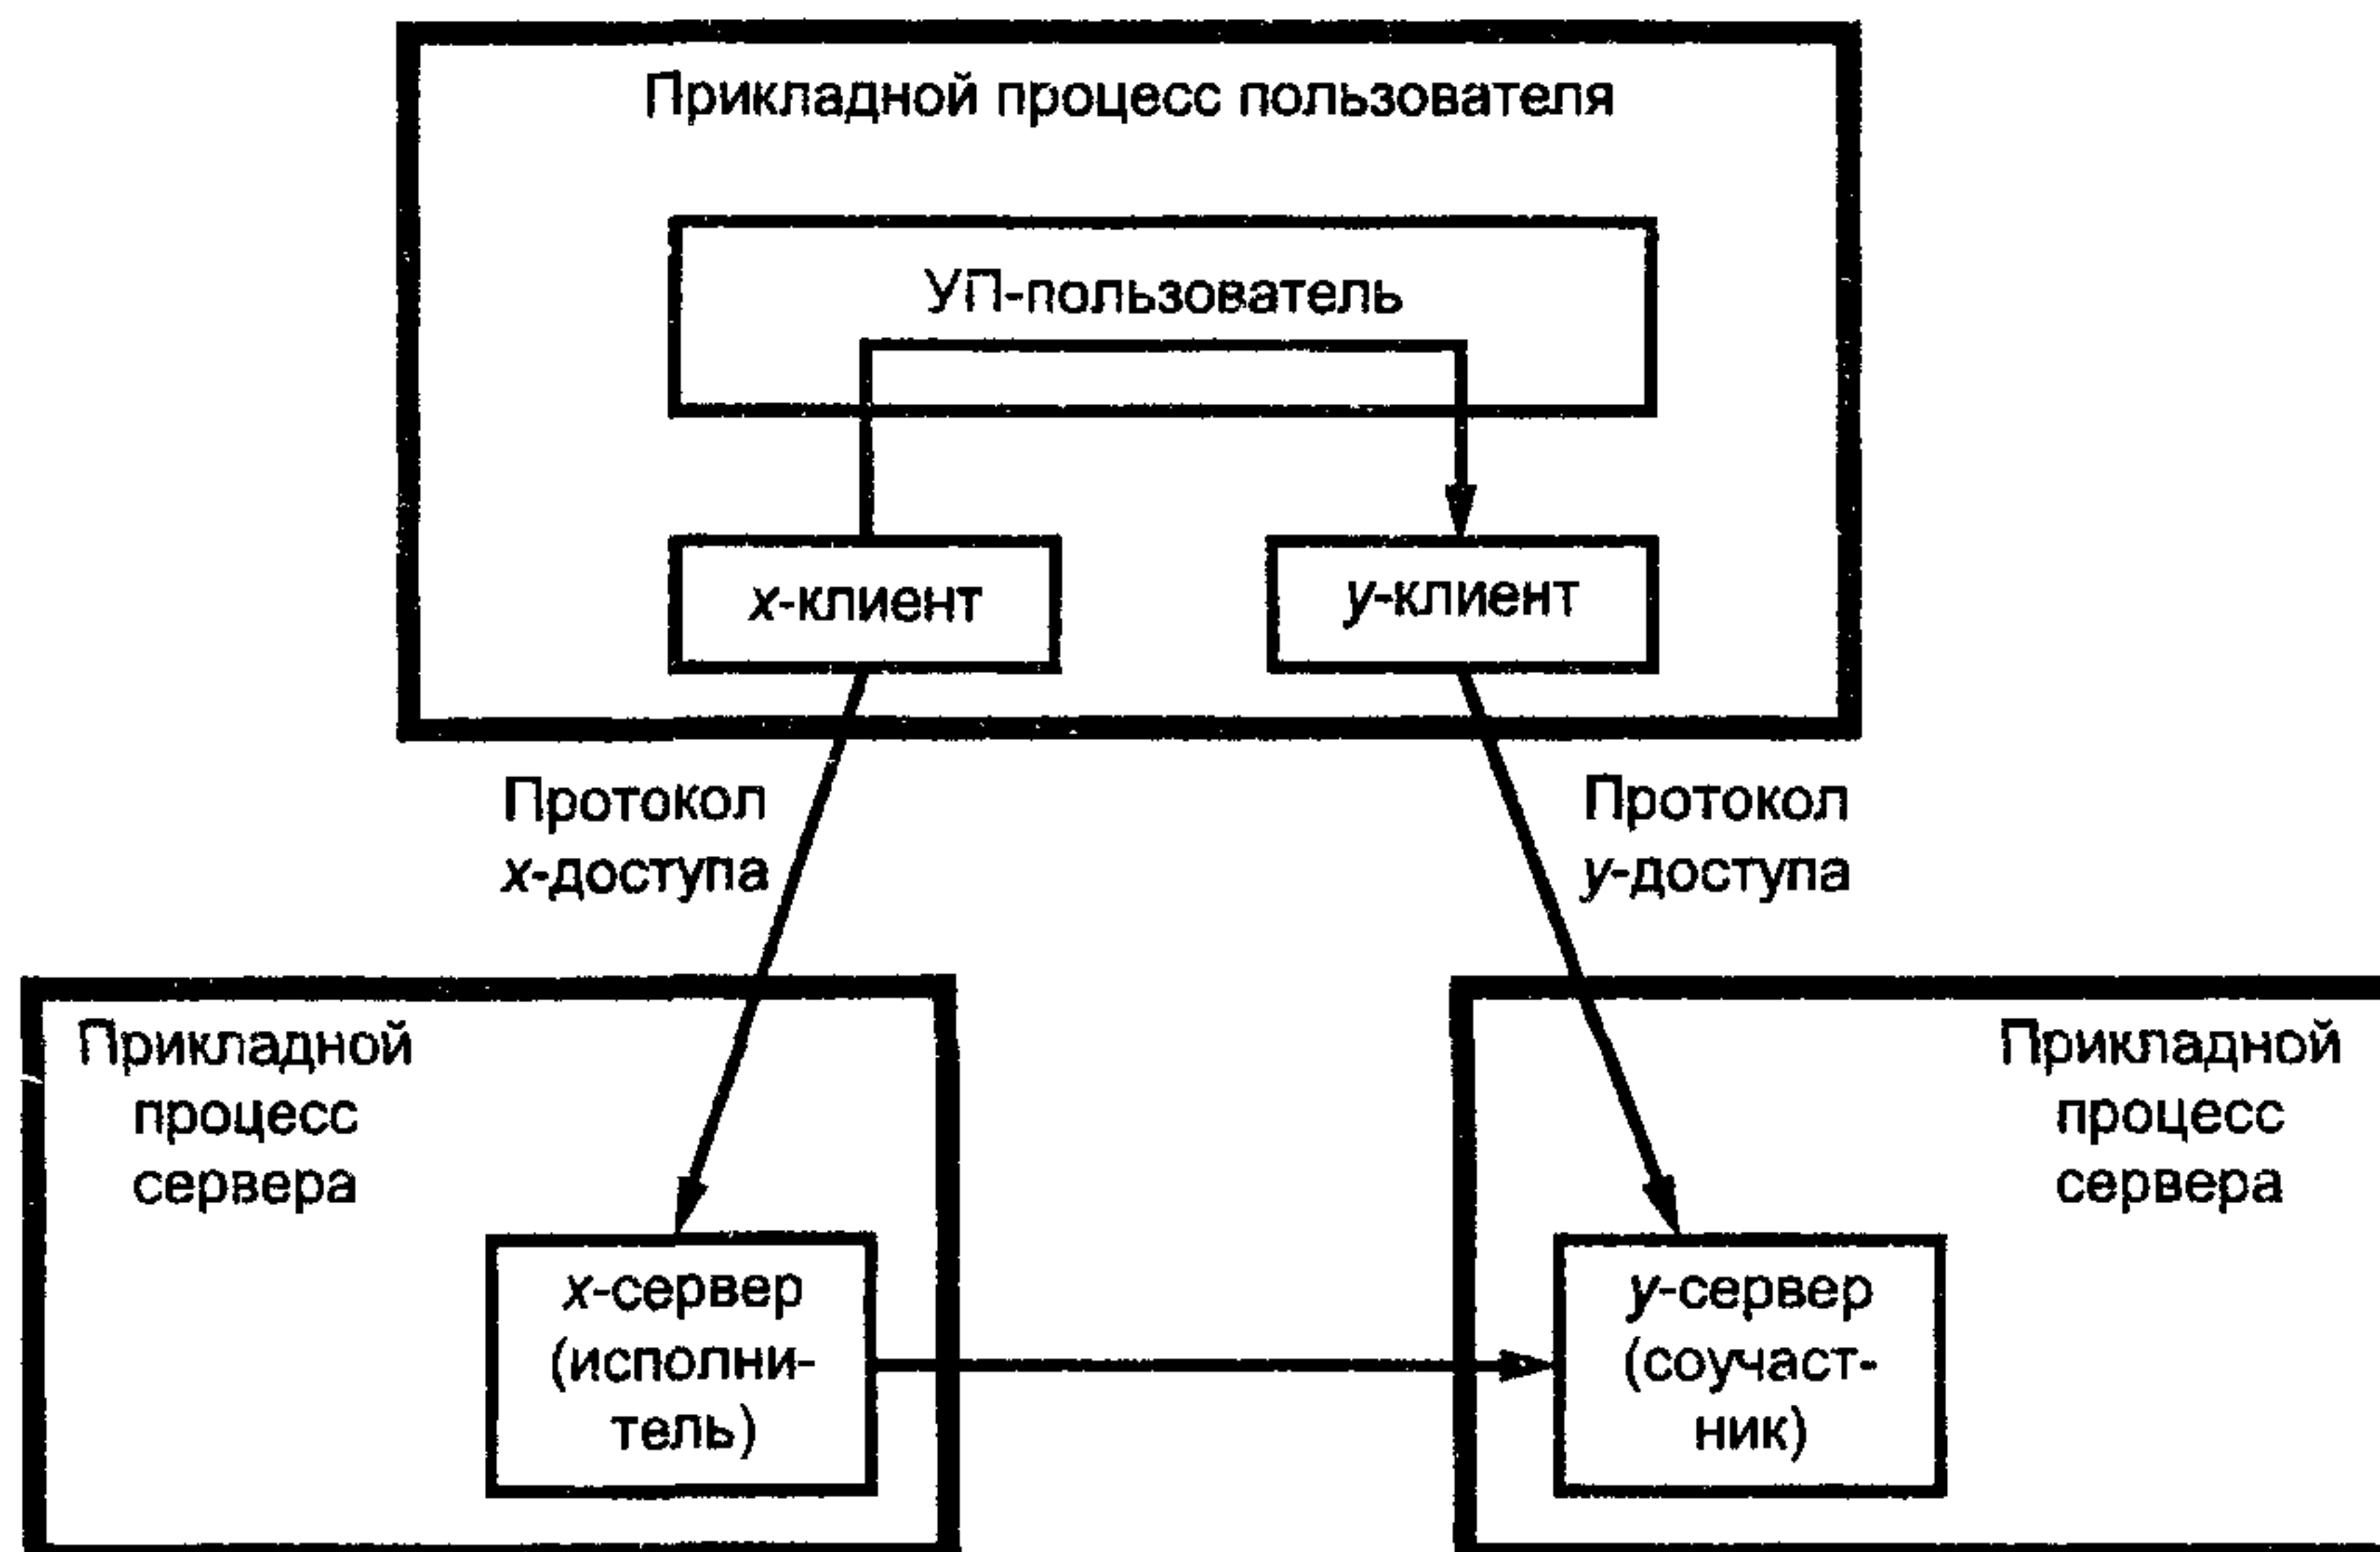 Прикладной процесс пользователя
УП-пользователь
x-клиент
y-клиент
Протокол
x-доступа
Протокол
y-доступа
Прикладной
процесс
сервера
x-сервер
(исполни-
тель)
Прикладной
процесс
сервера
y-сервер
(соучаст-
ник)